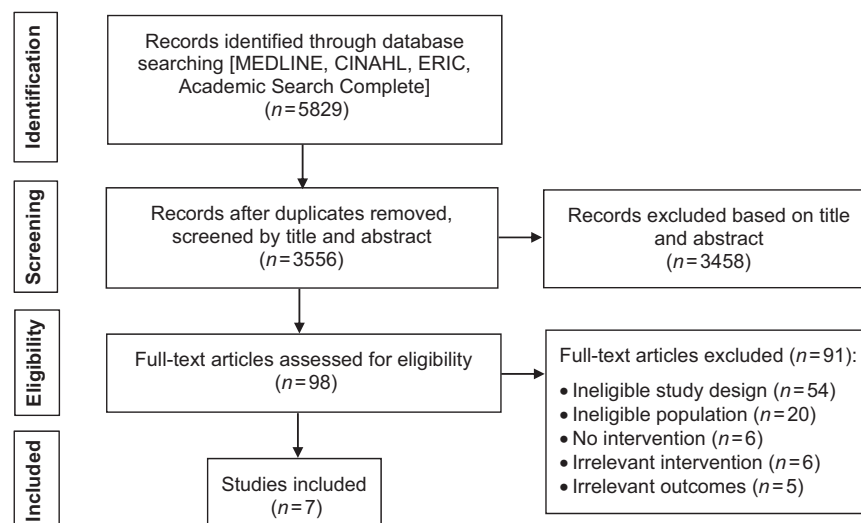 Identification
Records identified through database
searching [MEDLINE, CINAHL, ERIC,
Academic Search Complete]
(n=5829)
Screening
Records after duplicates removed,
screened by title and abstract
(n=3556)
Records excluded based on title
and abstract
(n=3458)
Eligibility
Full-text articles assessed for eligibility
(n=98)
Full-text articles excluded (n=91):
• Ineligible study design (n=54)
• Ineligible population (n=20)
• No intervention (n=6)
• Irrelevant intervention (n=6)
• Irrelevant outcomes (n=5)
Included
Studies included
(n=7)